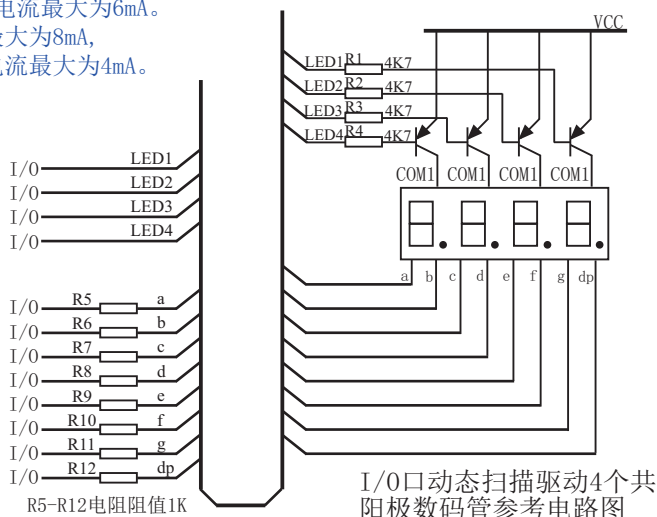 电流最大为6mA。
最大为8mA,
电流最大为4mA。
VCC
LED1 R1 4K7
LED2 R2 4K7
LED3 R3 4K7
LED4 R4 4K7
COM1 COM1 COM1 COM1
a b c d e f g dp
I/O LED1
I/O LED2
I/O LED3
I/O LED4
I/O R5 a
I/O R6 b
I/O R7 c
I/O R8 d
I/O R9 e
I/O R10 f
I/O R11 g
I/O R12 dp
R5-R12电阻阻值1K
I/O口动态扫描驱动4个共
阳极数码管参考电路图